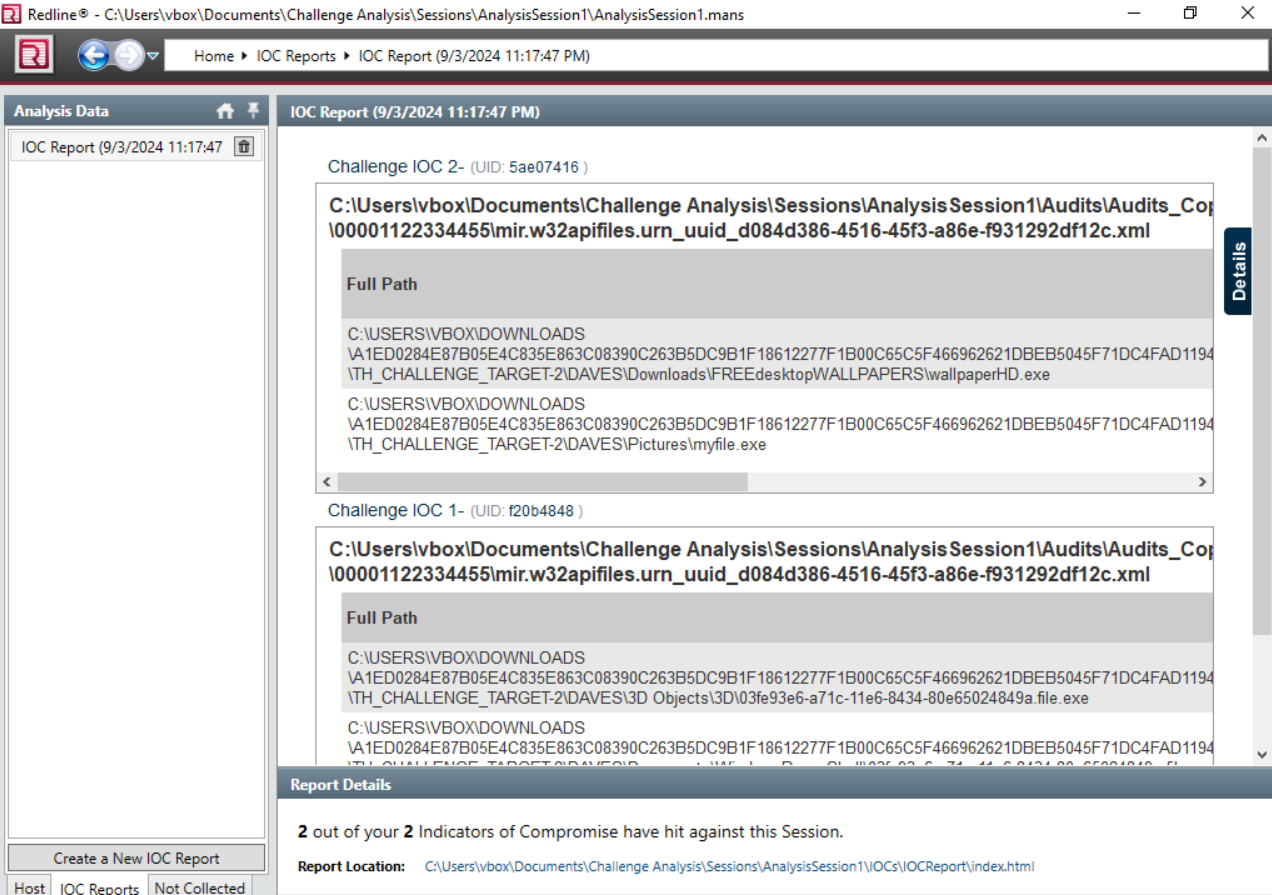 Redline® - C:\Users\vbox\Documents\Challenge Analysis\Sessions\AnalysisSession1\AnalysisSession1.mans
Home ▸ IOC Reports ▸ IOC Report (9/3/2024 11:17:47 PM)
Analysis Data
IOC Report (9/3/2024 11:17:47
IOC Report (9/3/2024 11:17:47 PM)
Challenge IOC 2- (UID: 5ae07416 )
C:\Users\vbox\Documents\Challenge Analysis\Sessions\AnalysisSession1\Audits\Audits_Cop
\00001122334455\mir.w32apifiles.urn_uuid_d084d386-4516-45f3-a86e-f931292df12c.xml
Details
Full Path
C:\USERS\VBOX\DOWNLOADS
\A1ED0284E87B05E4C835E863C08390C263B5DC9B1F18612277F1B00C65C5F466962621DBEB5045F71DC4FAD1194
\TH_CHALLENGE_TARGET-2\DAVES\Downloads\FREEdesktopWALLPAPERS\wallpaperHD.exe
C:\USERS\VBOX\DOWNLOADS
\A1ED0284E87B05E4C835E863C08390C263B5DC9B1F18612277F1B00C65C5F466962621DBEB5045F71DC4FAD1194
\TH_CHALLENGE_TARGET-2\DAVES\Pictures\myfile.exe
Challenge IOC 1- (UID: f20b4848 )
C:\Users\vbox\Documents\Challenge Analysis\Sessions\AnalysisSession1\Audits\Audits_Cop
\00001122334455\mir.w32apifiles.urn_uuid_d084d386-4516-45f3-a86e-f931292df12c.xml
Full Path
C:\USERS\VBOX\DOWNLOADS
\A1ED0284E87B05E4C835E863C08390C263B5DC9B1F18612277F1B00C65C5F466962621DBEB5045F71DC4FAD1194
\TH_CHALLENGE_TARGET-2\DAVES\3D Objects\3D\03fe93e6-a71c-11e6-8434-80e65024849a.file.exe
C:\USERS\VBOX\DOWNLOADS
\A1ED0284E87B05E4C835E863C08390C263B5DC9B1F18612277F1B00C65C5F466962621DBEB5045F71DC4FAD1194
Report Details
2 out of your 2 Indicators of Compromise have hit against this Session.
Report Location: C:\Users\vbox\Documents\Challenge Analysis\Sessions\AnalysisSession1\IOCs\IOCReport\index.html
Create a New IOC Report
Host IOC Reports Not Collected